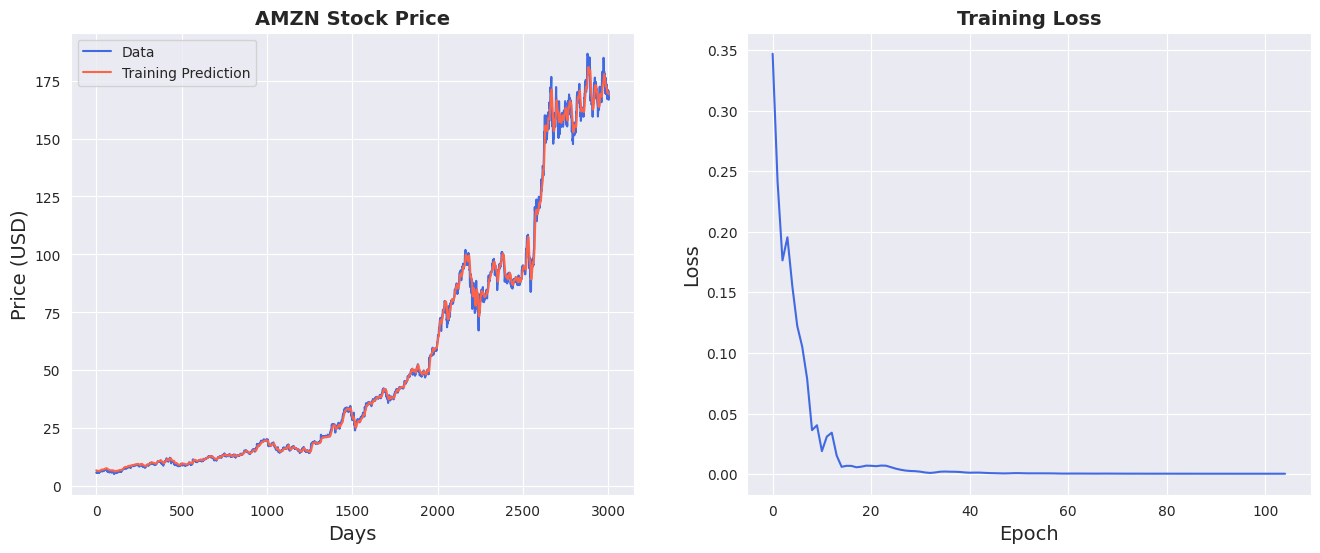 AMZN Stock Price
Data
Training Prediction
175
150
125
100
75
50
25
0
Price (USD)
0 500 1000 1500 2000 2500 3000
Days
Training Loss
0.35
0.30
0.25
0.20
0.15
0.10
0.05
0.00
Loss
0 20 40 60 80 100
Epoch